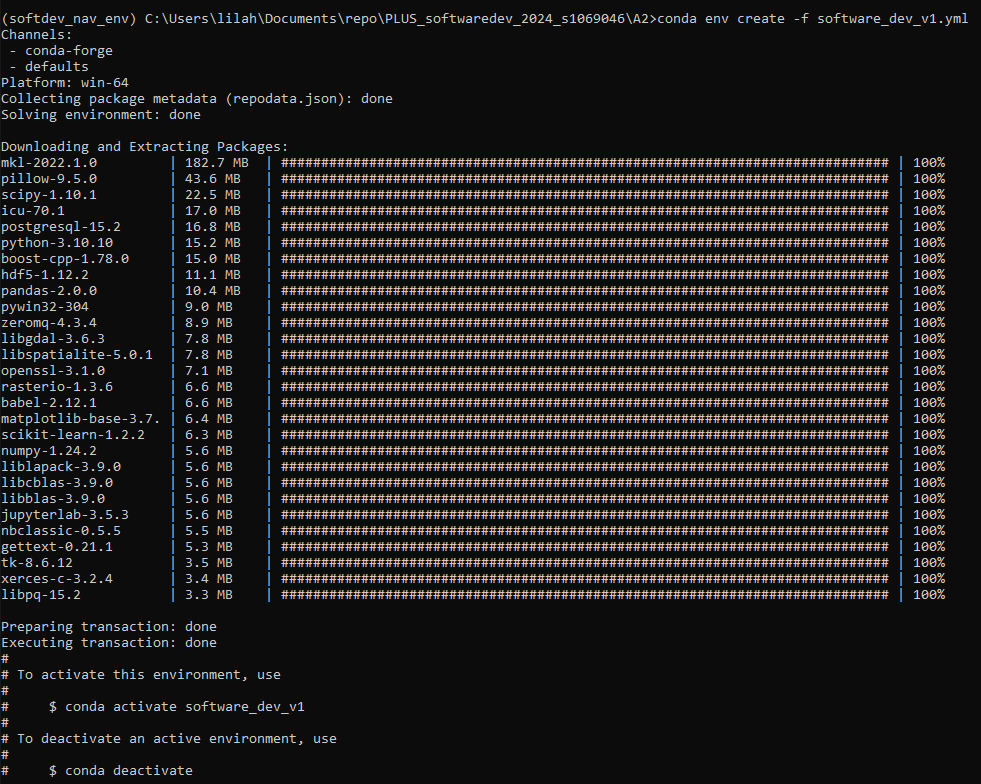 (softdev_nav_env) C:\Users\lilah\Documents\repo\PLUS_softwaredev_2024_s1069046\A2>conda env create -f software_dev_v1.yml
Channels:
 - conda-forge
 - defaults
Platform: win-64
Collecting package metadata (repodata.json): done
Solving environment: done

Downloading and Extracting Packages:
mkl-2022.1.0         | 182.7 MB  | ############################################################################ | 100%
pillow-9.5.0         | 43.6 MB   | ############################################################################ | 100%
scipy-1.10.1         | 22.5 MB   | ############################################################################ | 100%
icu-70.1             | 17.0 MB   | ############################################################################ | 100%
postgresql-15.2      | 16.8 MB   | ############################################################################ | 100%
python-3.10.10       | 15.2 MB   | ############################################################################ | 100%
boost-cpp-1.78.0     | 15.0 MB   | ############################################################################ | 100%
hdf5-1.12.2          | 11.1 MB   | ############################################################################ | 100%
pandas-2.0.0         | 10.4 MB   | ############################################################################ | 100%
pywin32-304          | 9.0 MB    | ############################################################################ | 100%
zeromq-4.3.4         | 8.9 MB    | ############################################################################ | 100%
libgdal-3.6.3        | 7.8 MB    | ############################################################################ | 100%
libspatialite-5.0.1  | 7.8 MB    | ############################################################################ | 100%
openssl-3.1.0        | 7.1 MB    | ############################################################################ | 100%
rasterio-1.3.6       | 6.6 MB    | ############################################################################ | 100%
babel-2.12.1         | 6.6 MB    | ############################################################################ | 100%
matplotlib-base-3.7. | 6.4 MB    | ############################################################################ | 100%
scikit-learn-1.2.2   | 6.3 MB    | ############################################################################ | 100%
numpy-1.24.2         | 5.6 MB    | ############################################################################ | 100%
liblapack-3.9.0      | 5.6 MB    | ############################################################################ | 100%
libcblas-3.9.0       | 5.6 MB    | ############################################################################ | 100%
libblas-3.9.0        | 5.6 MB    | ############################################################################ | 100%
jupyterlab-3.5.3     | 5.6 MB    | ############################################################################ | 100%
nbclassic-0.5.5      | 5.5 MB    | ############################################################################ | 100%
gettext-0.21.1       | 5.3 MB    | ############################################################################ | 100%
tk-8.6.12            | 3.5 MB    | ############################################################################ | 100%
xerces-c-3.2.4       | 3.4 MB    | ############################################################################ | 100%
libpq-15.2           | 3.3 MB    | ############################################################################ | 100%

Preparing transaction: done
Executing transaction: done
#
# To activate this environment, use
#
#     $ conda activate software_dev_v1
#
# To deactivate an active environment, use
#
#     $ conda deactivate